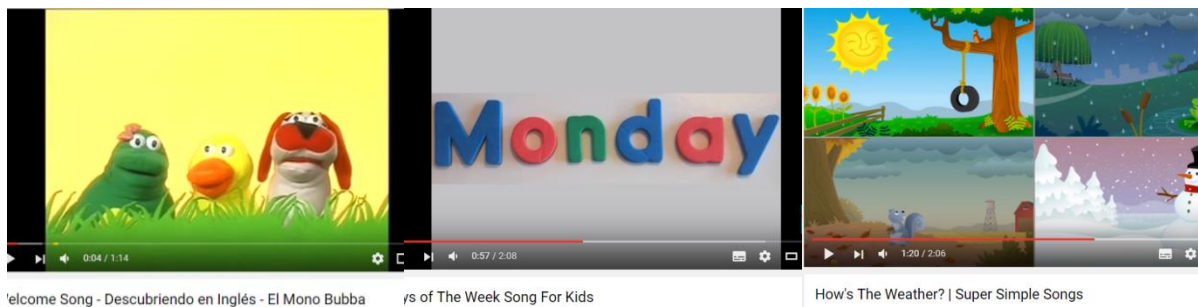 Monday
0:04 / 1:14
0:57 / 2:08
1:20 / 2:06
elcome Song - Descubriendo en Inglés - El Mono Bubba
ys of The Week Song For Kids
How's The Weather? | Super Simple Songs